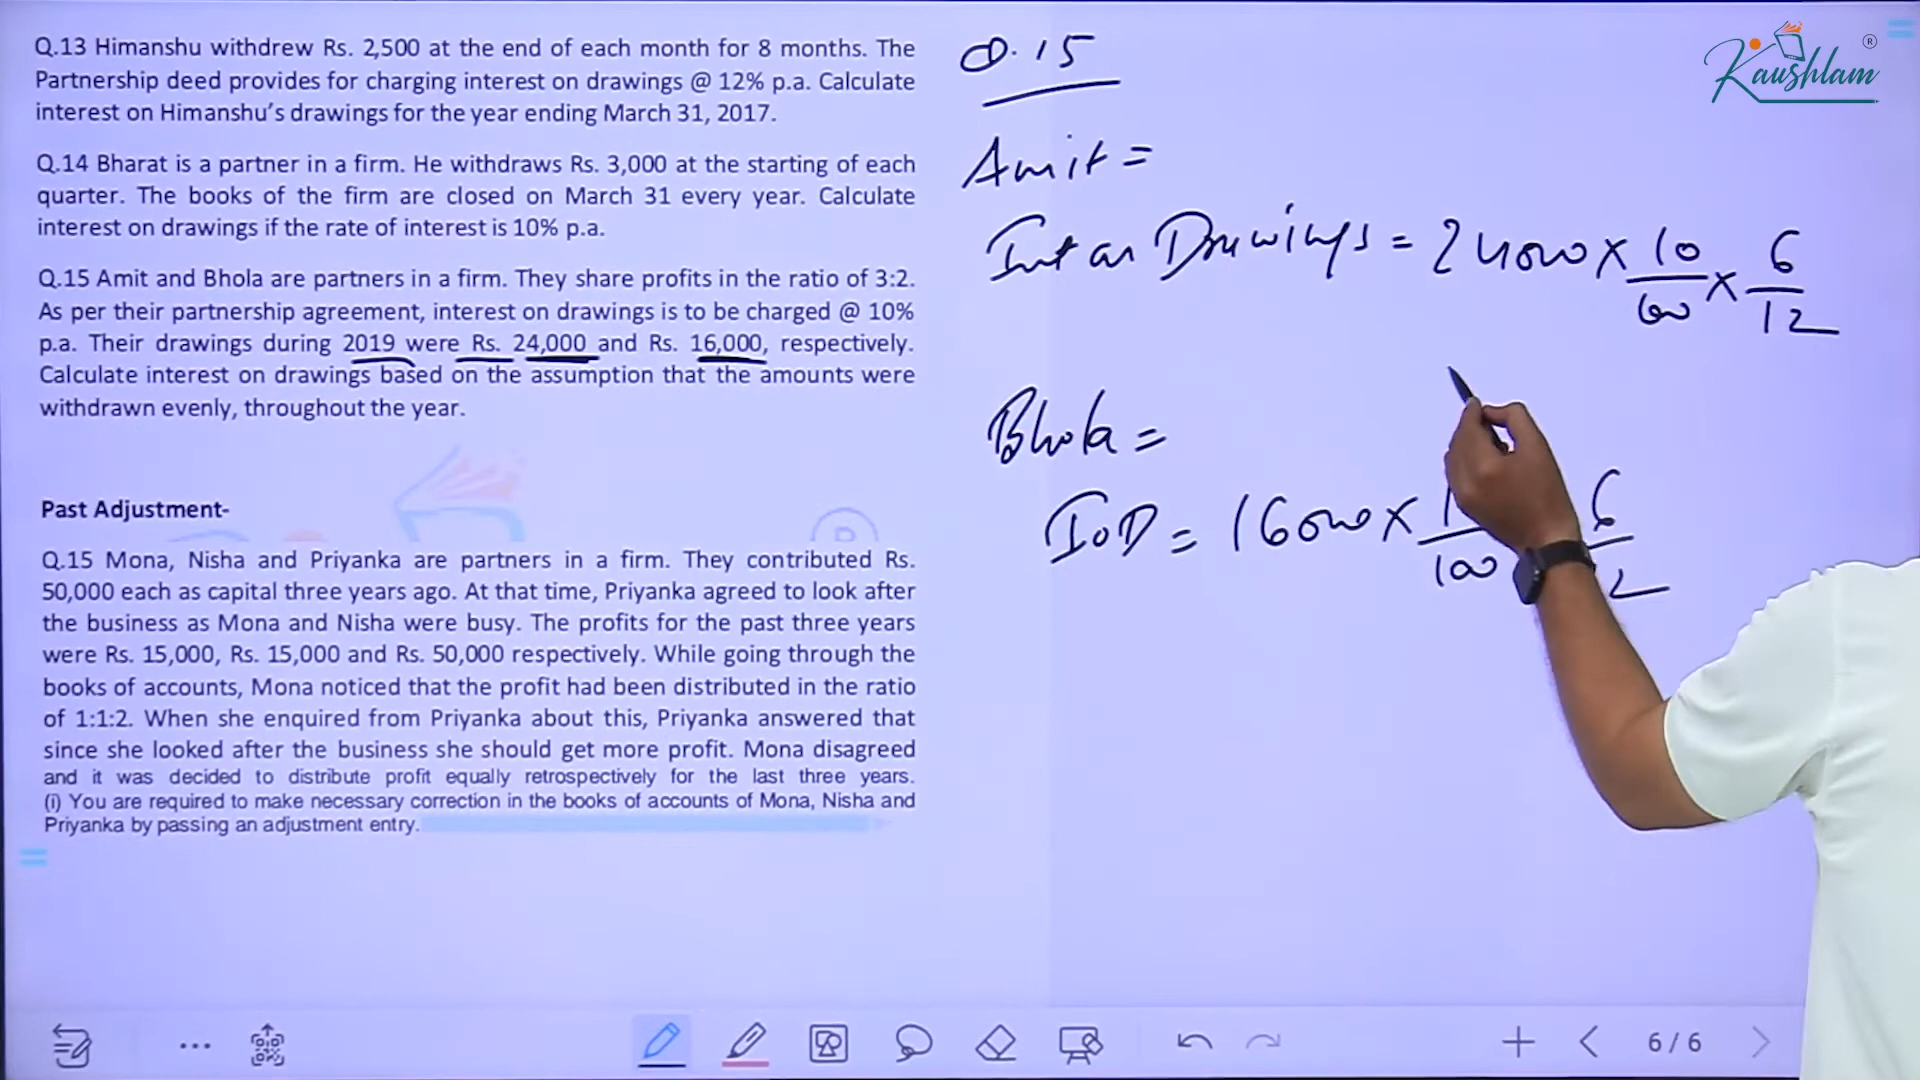 Q.13 Himanshu withdrew Rs. 2,500 at the end of each month for 8 months. The
Partnership deed provides for charging interest on drawings @ 12% p.a. Calculate
interest on Himanshu's drawings for the year ending March 31, 2017.
Q.14 Bharat is a partner in a firm. He withdraws Rs. 3,000 at the starting of each
quarter. The books of the firm are closed on March 31 every year. Calculate
interest on drawings if the rate of interest is 10% p.a.
Q.15 Amit and Bhola are partners in a firm. They share profits in the ratio of 3:2.
As per their partnership agreement, interest on drawings is to be charged @ 10%
p.a. Their drawings during 2019 were Rs. 24,000 and Rs. 16,000, respectively.
Calculate interest on drawings based on the assumption that the amounts were
withdrawn evenly, throughout the year.
Past Adjustment-
Q.15 Mona, Nisha and Priyanka are partners in a firm. They contributed Rs.
50,000 each as capital three years ago. At that time, Priyanka agreed to look after
the business as Mona and Nisha were busy. The profits for the past three years
were Rs. 15,000, Rs. 15,000 and Rs. 50,000 respectively. While going through the
books of accounts, Mona noticed that the profit had been distributed in the ratio
of 1:1:2. When she enquired from Priyanka about this, Priyanka answered that
since she looked after the business she should get more profit. Mona disagreed
and it was decided to distribute profit equally retrospectively for the last three years.
(i) You are required to make necessary correction in the books of accounts of Mona, Nisha and
Priyanka by passing an adjustment entry.
Kaushlam ®
Q.15
Amit =
Int on Drawings = 24000 × 10/100 × 6/12
Bhola =
IOD = 16000 ×
100
6
2
6/6